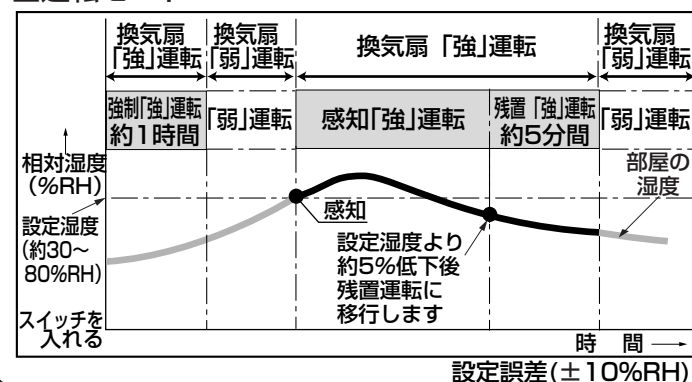 換気扇
「強」運転
換気扇
「弱」運転
換気扇「強」運転
換気扇
「弱」運転
強制「強」運転
約1時間
「弱」運転
感知「強」運転
残置「強」運転
約5分間
「弱」運転
相対湿度
(%RH)
部屋の
湿度
設定湿度
(約30～
80%RH)
感知
設定湿度より
約5%低下後
残置運転に
移行します
スイッチを
入れる
時 間
設定誤差(±10%RH)